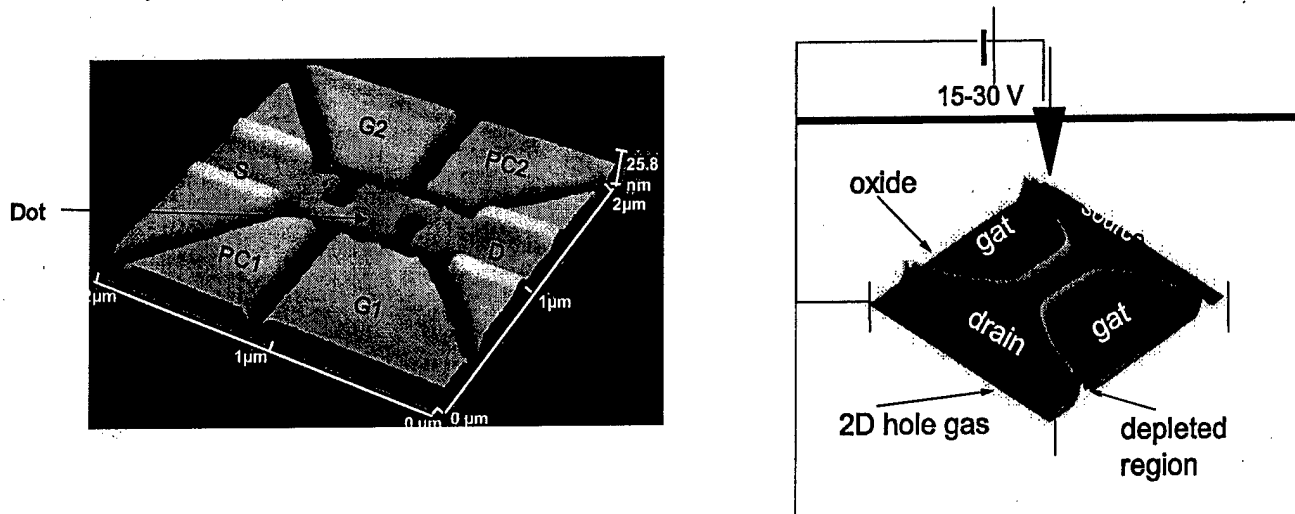 Dot
G2
PC2
S
D
PC1
G1
25.8
nm
2µm
1µm
0 µm
0 µm
1µm
µm
15-30 V
oxide
gat
drain
gat
2D hole gas
depleted
region